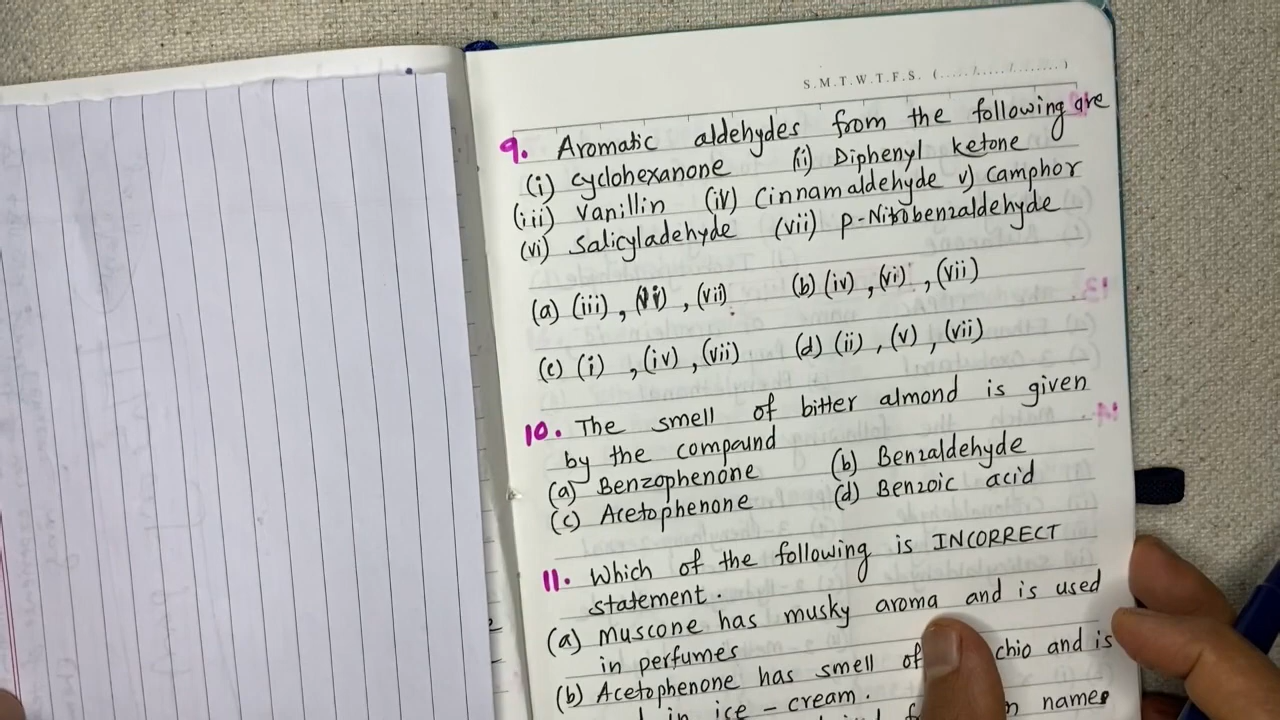 S.M.T.W.T.F.S. (...../...../........)
9. Aromatic aldehydes from the following are
(i) cyclohexanone (ii) Diphenyl ketone
(iii) vanillin (iv) Cinnamaldehyde v) camphor
(vi) salicyladehyde (vii) p-Nitrobenzaldehyde
(a) (iii), (vi), (vii) (b) (iv), (vi), (vii)
(c) (i), (iv), (vii) (d) (ii), (v), (vii)
10. The smell of bitter almond is given
by the compound
(a) Benzophenone (b) Benzaldehyde
(c) Acetophenone (d) Benzoic acid
11. Which of the following is INCORRECT
statement.
(a) muscone has musky aroma and is used
in perfumes
(b) Acetophenone has smell of chio and is
in ice-cream.
names